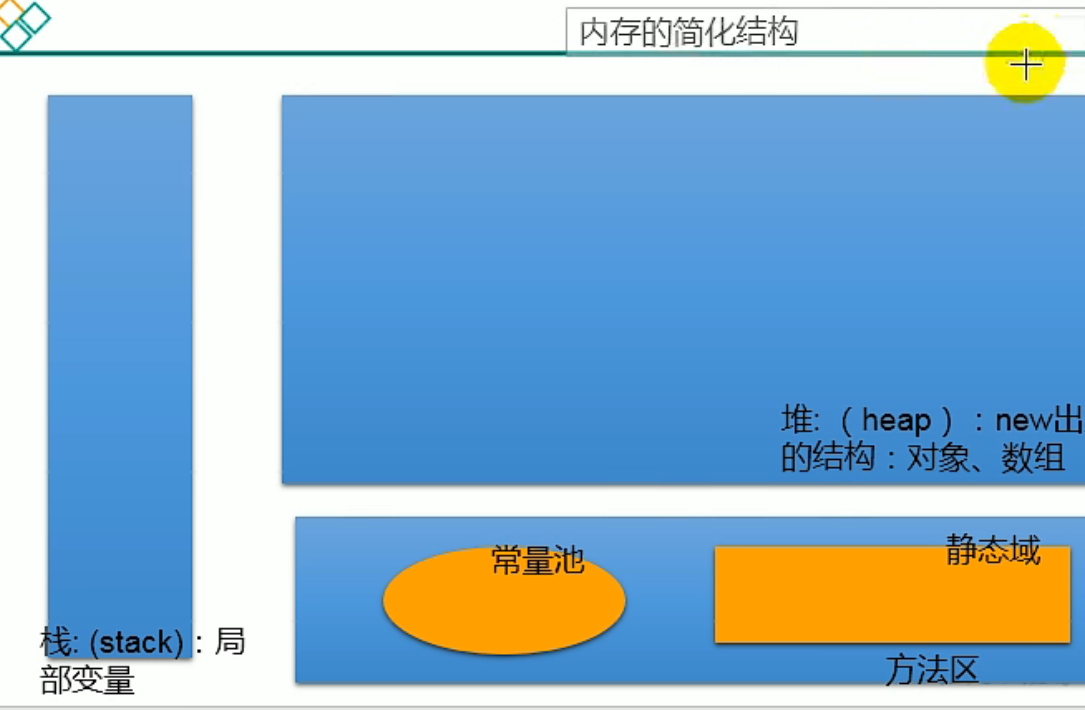 内存的简化结构
堆:（heap）：new出
的结构：对象、数组
常量池
静态域
栈: (stack)：局
部变量
方法区